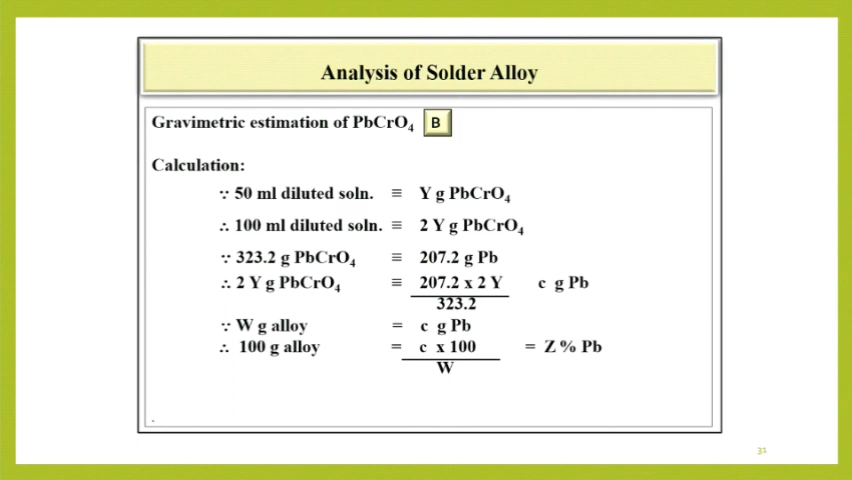 Analysis of Solder Alloy
Gravimetric estimation of PbCrO₄ B
Calculation:
∵ 50 ml diluted soln. ≡ Y g PbCrO₄
∴ 100 ml diluted soln. ≡ 2 Y g PbCrO₄
∵ 323.2 g PbCrO₄ ≡ 207.2 g Pb
∴ 2 Y g PbCrO₄ ≡ 207.2 x 2 Y c g Pb
323.2
∵ W g alloy = c g Pb
∴ 100 g alloy = c x 100 = Z % Pb
W
.
31